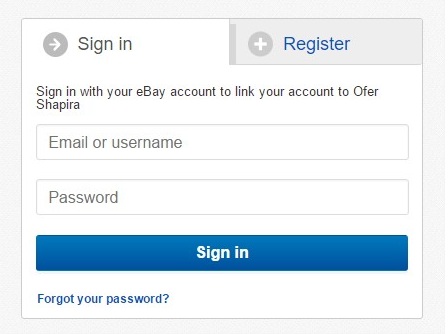 Sign in
Register
Sign in with your eBay account to link your account to Ofer
Shapira
Email or username
Password
Sign in
Forgot your password?